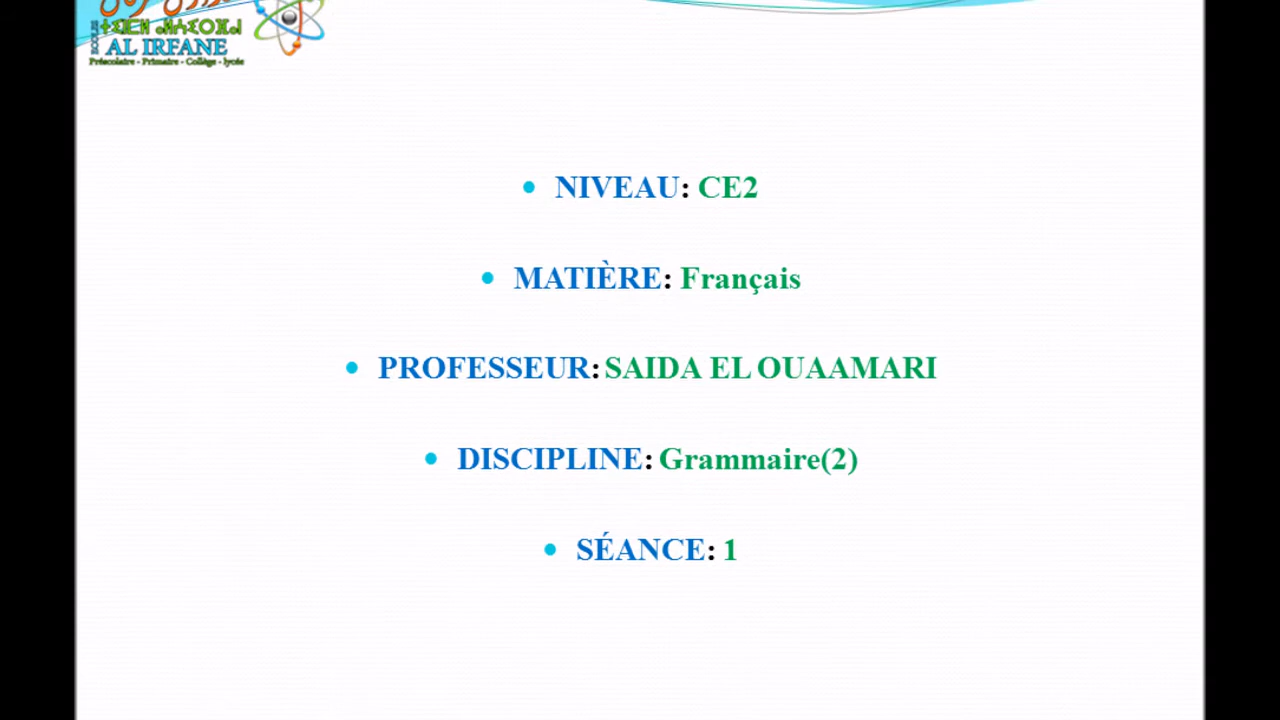 ⵜⵉⵏⵎⵍ
AL IRFANE
Préscolaire - Primaire - Collège - lycée
NIVEAU: CE2
MATIÈRE: Français
PROFESSEUR: SAIDA EL OUAAMARI
DISCIPLINE: Grammaire(2)
SÉANCE: 1